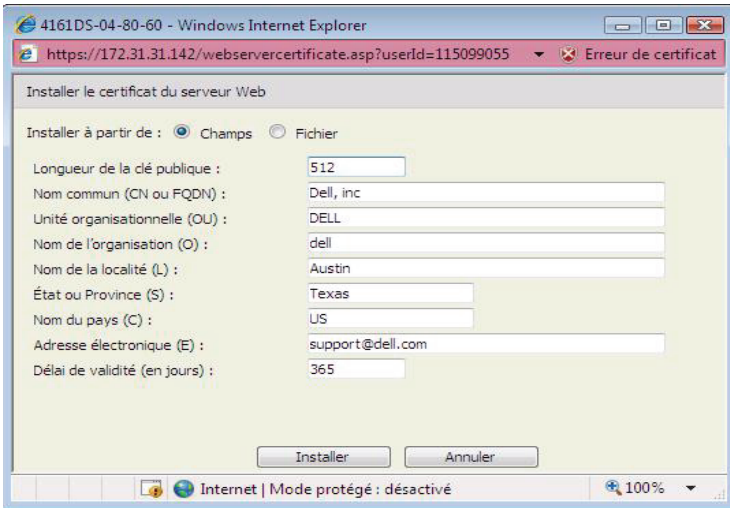 4161DS-04-80-60 - Windows Internet Explorer
https://172.31.31.142/webservercertificate.asp?userId=115099055 Erreur de certificat
Installer le certificat du serveur Web
Installer à partir de : Champs Fichier
Longueur de la clé publique : 512
Nom commun (CN ou FQDN) : Dell, inc
Unité organisationnelle (OU) : DELL
Nom de l'organisation (O) : dell
Nom de la localité (L) : Austin
État ou Province (S) : Texas
Nom du pays (C) : US
Adresse électronique (E) : support@dell.com
Délai de validité (en jours) : 365
Installer Annuler
Internet | Mode protégé : désactivé 100%